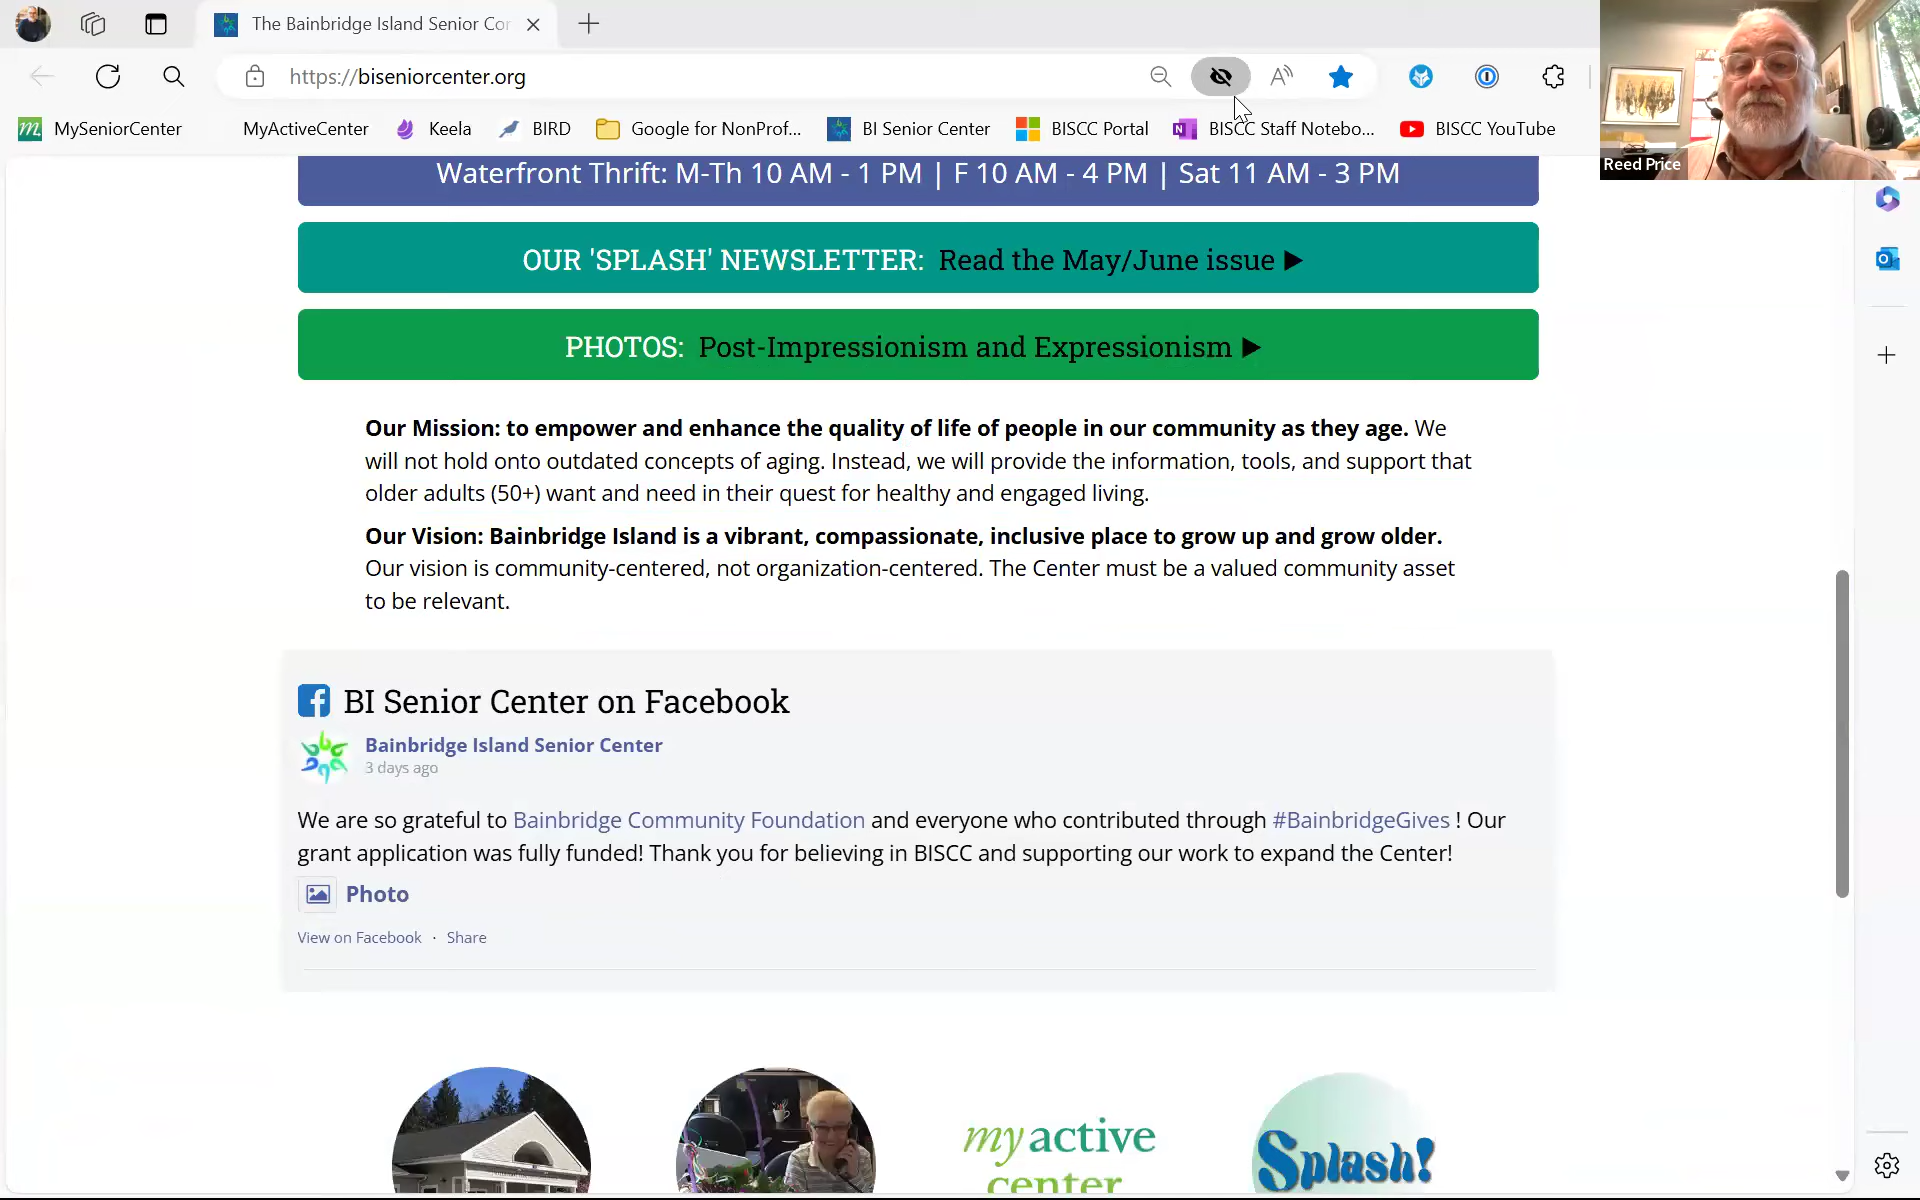 The Bainbridge Island Senior Cor
https://biseniorcenter.org
MySeniorCenter
MyActiveCenter
Keela
BIRD
Google for NonProf...
BI Senior Center
BISCC Portal
BISCC Staff Notebo...
BISCC YouTube
Reed Price
Waterfront Thrift: M-Th 10 AM - 1 PM | F 10 AM - 4 PM | Sat 11 AM - 3 PM
OUR 'SPLASH' NEWSLETTER: Read the May/June issue ▶
PHOTOS: Post-Impressionism and Expressionism ▶
Our Mission: to empower and enhance the quality of life of people in our community as they age. We
will not hold onto outdated concepts of aging. Instead, we will provide the information, tools, and support that
older adults (50+) want and need in their quest for healthy and engaged living.
Our Vision: Bainbridge Island is a vibrant, compassionate, inclusive place to grow up and grow older.
Our vision is community-centered, not organization-centered. The Center must be a valued community asset
to be relevant.
BI Senior Center on Facebook
Bainbridge Island Senior Center
3 days ago
We are so grateful to Bainbridge Community Foundation and everyone who contributed through #BainbridgeGives ! Our
grant application was fully funded! Thank you for believing in BISCC and supporting our work to expand the Center!
Photo
View on Facebook · Share
my active
center
Splash!